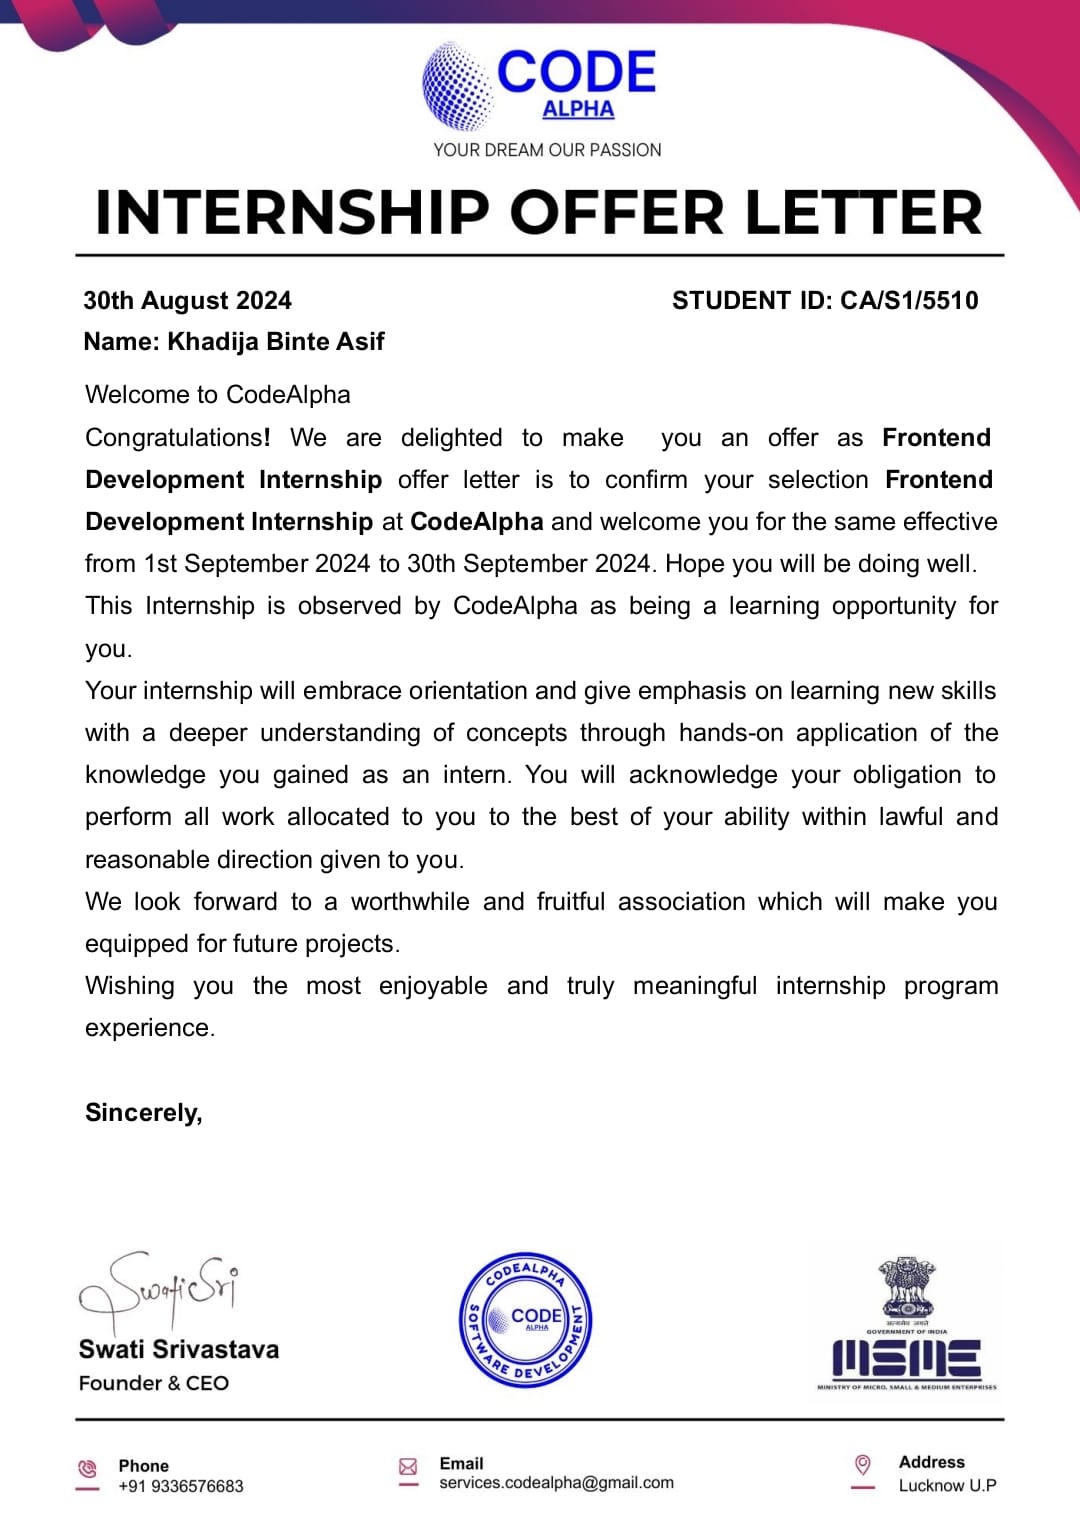 CODE
ALPHA
YOUR DREAM OUR PASSION
INTERNSHIP OFFER LETTER
30th August 2024 STUDENT ID: CA/S1/5510
Name: Khadija Binte Asif
Welcome to CodeAlpha
Congratulations! We are delighted to make you an offer as Frontend
Development Internship offer letter is to confirm your selection Frontend
Development Internship at CodeAlpha and welcome you for the same effective
from 1st September 2024 to 30th September 2024. Hope you will be doing well.
This Internship is observed by CodeAlpha as being a learning opportunity for
you.
Your internship will embrace orientation and give emphasis on learning new skills
with a deeper understanding of concepts through hands-on application of the
knowledge you gained as an intern. You will acknowledge your obligation to
perform all work allocated to you to the best of your ability within lawful and
reasonable direction given to you.
We look forward to a worthwhile and fruitful association which will make you
equipped for future projects.
Wishing you the most enjoyable and truly meaningful internship program
experience.
Sincerely,
Swati Sri
Swati Srivastava
Founder & CEO
CODEALPHA
SOFTWARE DEVELOPMENT
CODE
ALPHA
सत्यमेव जयते
GOVERNMENT OF INDIA
MSME
MINISTRY OF MICRO, SMALL & MEDIUM ENTERPRISES
Phone
+91 9336576683
Email
services.codealpha@gmail.com
Address
Lucknow U.P